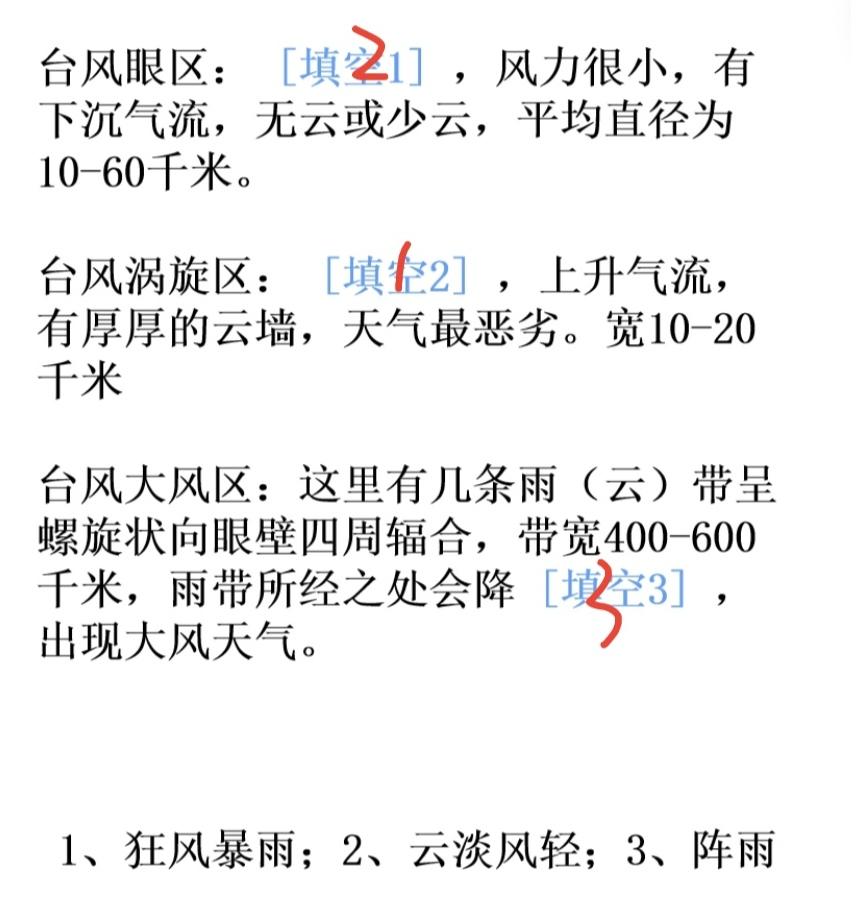 台风眼区： [填空1] ，风力很小，有
2
下沉气流，无云或少云，平均直径为
10-60千米。
台风涡旋区： [填空2] ，上升气流，
1
有厚厚的云墙，天气最恶劣。宽10-20
千米
台风大风区：这里有几条雨（云）带呈
螺旋状向眼壁四周辐合，带宽400-600
千米，雨带所经之处会降 [填空3] ，
3
出现大风天气。
1、狂风暴雨；2、云淡风轻；3、阵雨